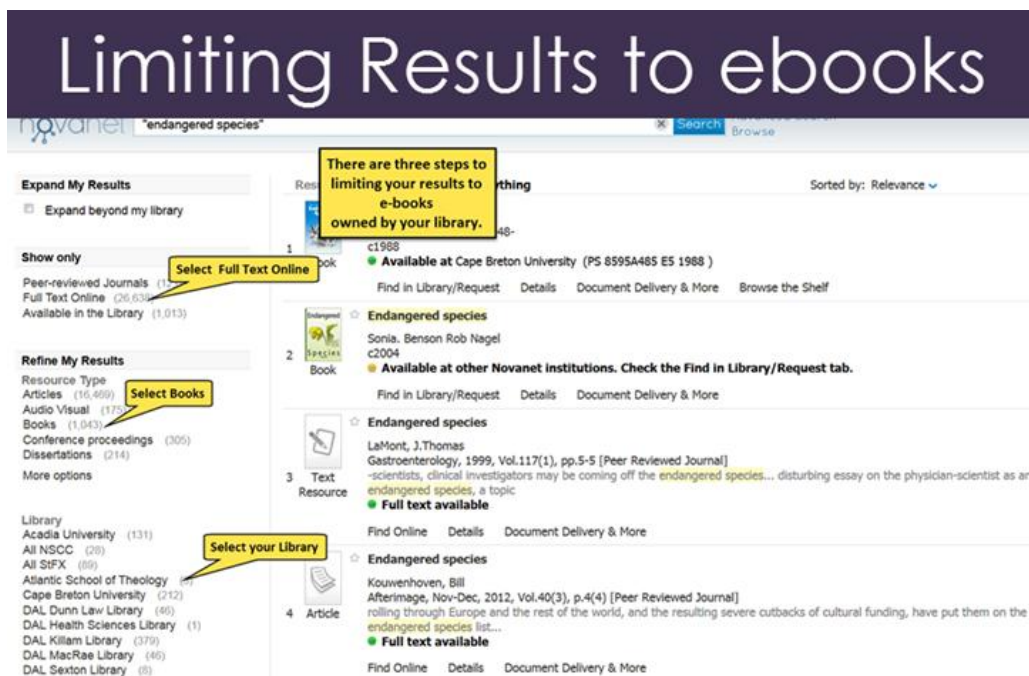 Limiting Results to ebooks
novanet "endangered species" Search
Browse
There are three steps to
limiting your results to
e-books
owned by your library.
Expand My Results
Expand beyond my library
Show only
Select Full Text Online
Peer-reviewed Journals
Full Text Online (26,638)
Available in the Library (1,013)
Refine My Results
Resource Type
Articles (16,469)
Select Books
Audio Visual (175)
Books (1,043)
Conference proceedings (305)
Dissertations (214)
More options
Library
Acadia University (131)
All NSCC (28)
Select your Library
All StFX (89)
Atlantic School of Theology
Cape Breton University (212)
DAL Dunn Law Library (46)
DAL Health Sciences Library (1)
DAL Killam Library (379)
DAL MacRae Library (46)
DAL Sexton Library (8)
Sorted by: Relevance
1
48-
c1988
Available at Cape Breton University (PS 8595A485 E5 1988 )
Find in Library/Request Details Document Delivery & More Browse the Shelf
Endangered
Species
2
Book
Endangered species
Sonia. Benson Rob Nagel
c2004
Available at other Novanet institutions. Check the Find in Library/Request tab.
Find in Library/Request Details Document Delivery & More
3 Text
Resource
Endangered species
LaMont, J.Thomas
Gastroenterology, 1999, Vol.117(1), pp.5-5 [Peer Reviewed Journal]
-scientists, clinical investigators may be coming off the endangered species... disturbing essay on the physician-scientist as an
endangered species, a topic
Full text available
Find Online Details Document Delivery & More
4 Article
Endangered species
Kouwenhoven, Bill
Afterimage, Nov-Dec, 2012, Vol.40(3), p.4(4) [Peer Reviewed Journal]
rolling through Europe and the rest of the world, and the resulting severe cutbacks of cultural funding, have put them on the
endangered species list...
Full text available
Find Online Details Document Delivery & More